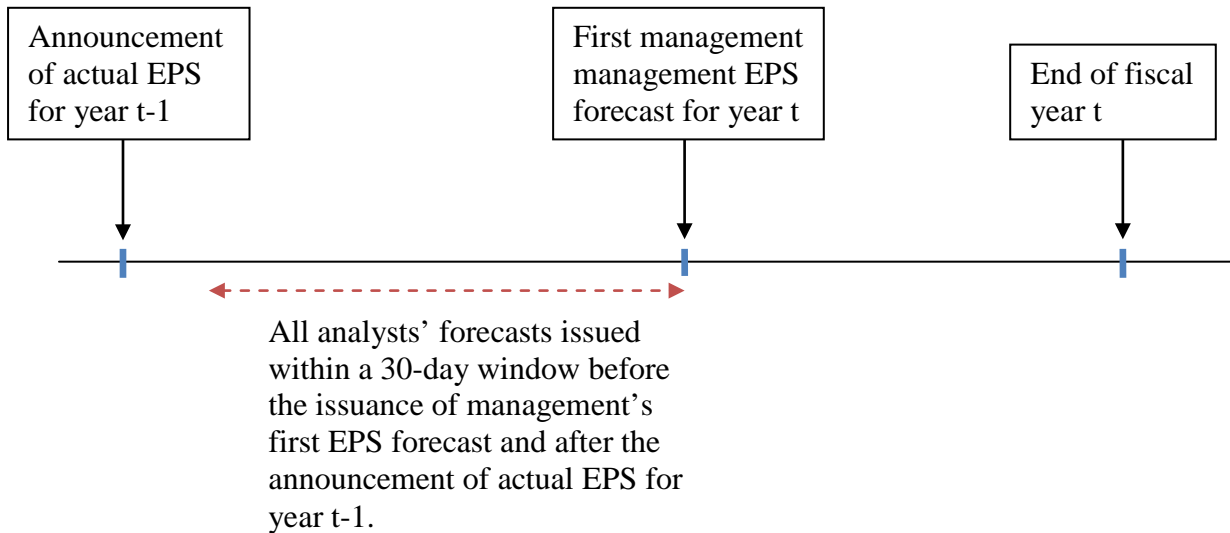 Announcement
of actual EPS
for year t-1
First management
management EPS
forecast for year t
End of fiscal
year t
All analysts’ forecasts issued
within a 30-day window before
the issuance of management’s
first EPS forecast and after the
announcement of actual EPS for
year t-1.